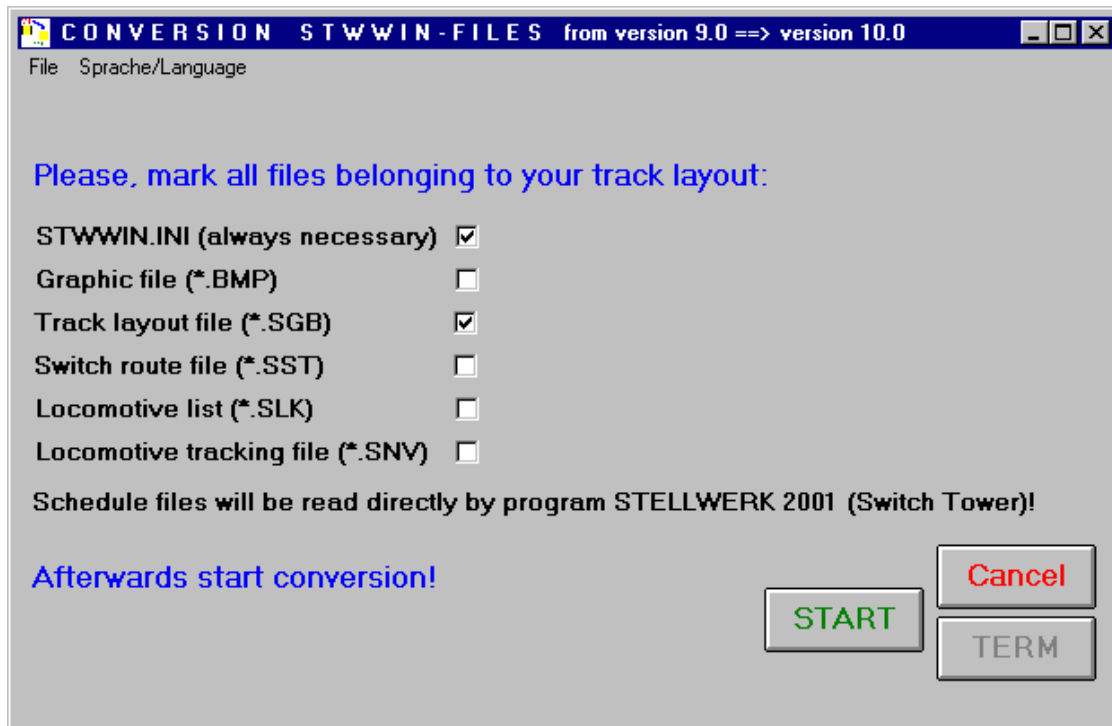 CONVERSION STWWIN-FILES from version 9.0 ==> version 10.0
File Sprache/Language
Please, mark all files belonging to your track layout:
STWWIN.INI (always necessary)
Graphic file (*.BMP)
Track layout file (*.SGB)
Switch route file (*.SST)
Locomotive list (*.SLK)
Locomotive tracking file (*.SNV)
Schedule files will be read directly by program STELLWERK 2001 (Switch Tower)!
Afterwards start conversion!
Cancel
START
TERM